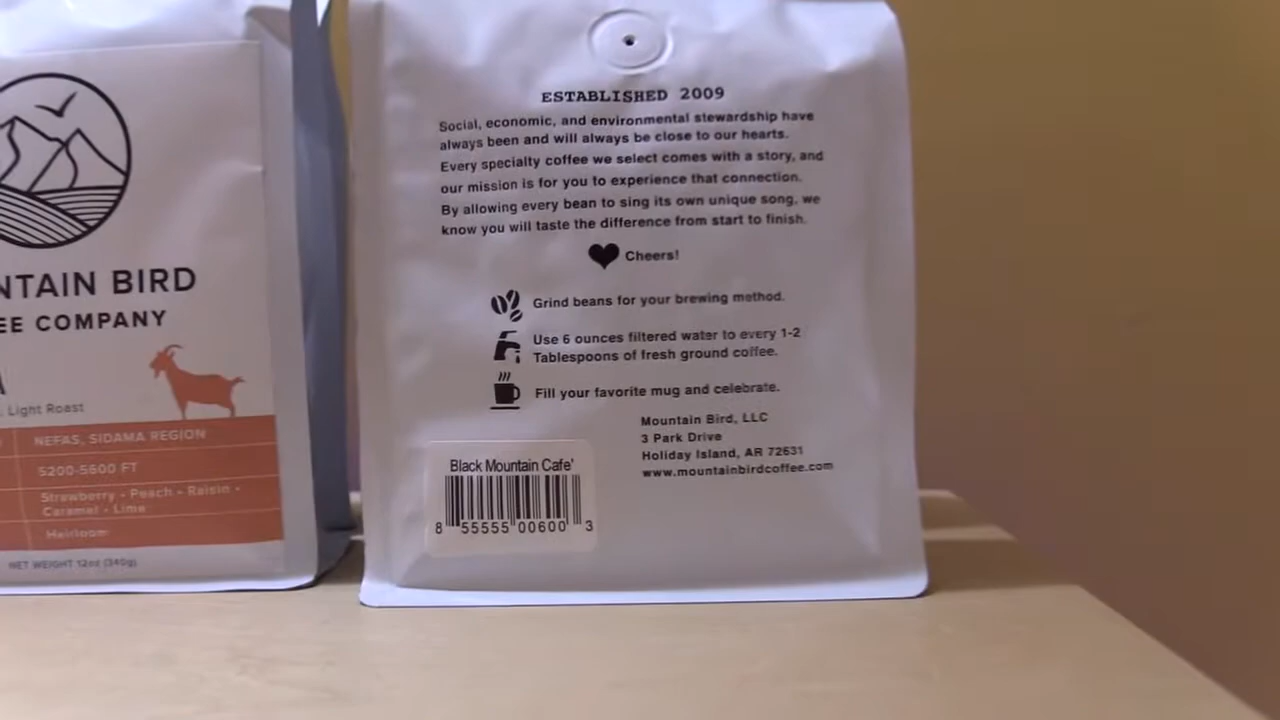 NTAIN BIRD
EE COMPANY
Light Roast
NEFAS, SIDAMA REGION
5200-5600 FT
Strawberry • Peach • Raisin •
Caramel • Lime
Heirloom
NET WEIGHT 12oz (340g)
ESTABLISHED 2009
Social, economic, and environmental stewardship have
always been and will always be close to our hearts.
Every specialty coffee we select comes with a story, and
our mission is for you to experience that connection.
By allowing every bean to sing its own unique song, we
know you will taste the difference from start to finish.
Cheers!
Grind beans for your brewing method.
Use 6 ounces filtered water to every 1-2
Tablespoons of fresh ground coffee.
Fill your favorite mug and celebrate.
Mountain Bird, LLC
3 Park Drive
Holiday Island, AR 72631
www.mountainbirdcoffee.com
Black Mountain Cafe'
8 55555 00600 3